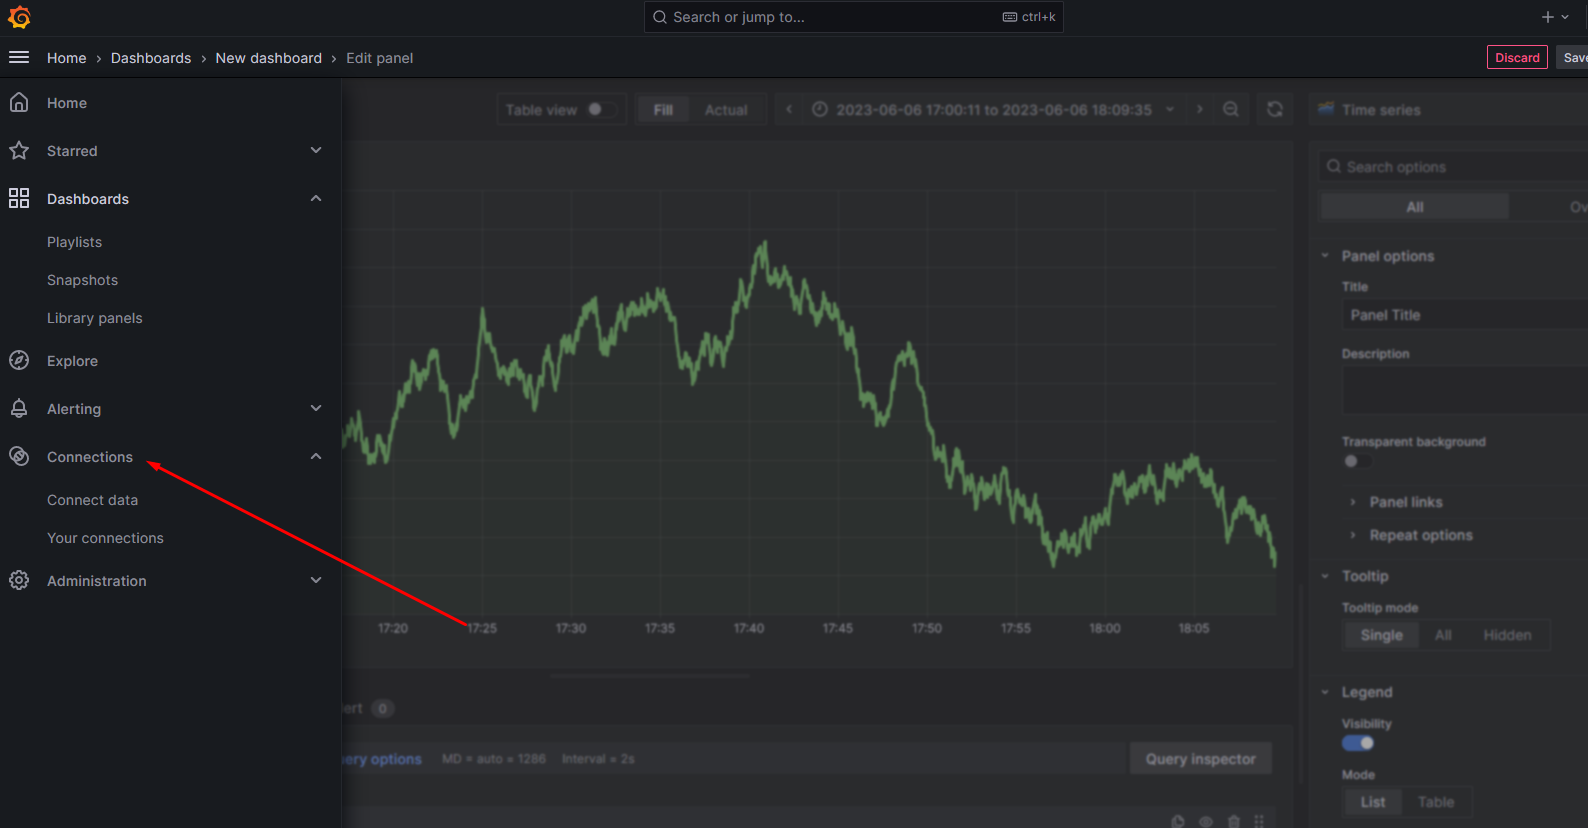 Search or jump to... ctrl+k
Home › Dashboards › New dashboard › Edit panel
Discard
Save
Home
Starred
Dashboards
Playlists
Snapshots
Library panels
Explore
Alerting
Connections
Connect data
Your connections
Administration
Table view
Fill Actual
2023-06-06 17:00:11 to 2023-06-06 18:09:35
17:20 17:25 17:30 17:35 17:40 17:45 17:50 17:55 18:00 18:05
lert 0
ery options MD = auto = 1286 Interval = 2s
Query inspector
Time series
Search options
All Ov
Panel options
Title
Panel Title
Description
Transparent background
Panel links
Repeat options
Tooltip
Tooltip mode
Single All Hidden
Legend
Visibility
Mode
List Table